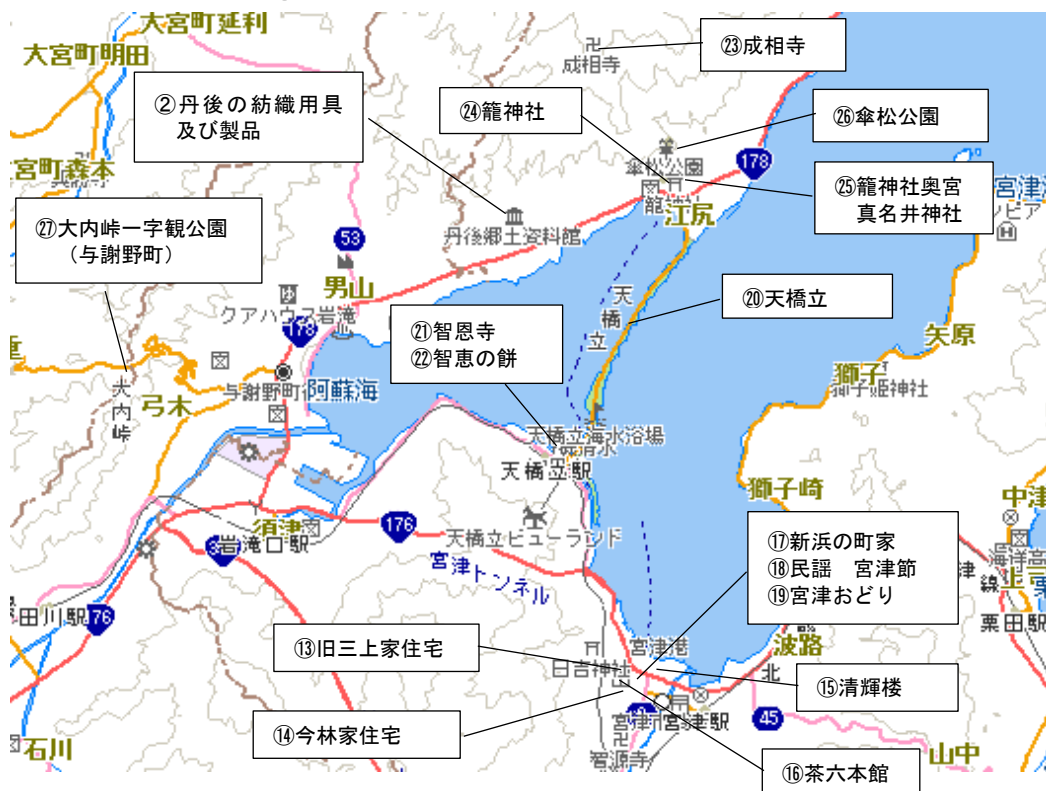 大宮町延利
大宮町明田
②丹後の紡織用具
及び製品
卍
成相寺
㉓成相寺
㉔籠神社
㉖傘松公園
傘松公園
178
宮町森本
㉕籠神社奥宮
真名井神社
宮津
㉗大内峠一字観公園
(与謝野町)
53
丹後郷土資料館
江尻
天橋立
⑳天橋立
男山
クアハウス岩滝
178
㉑智恩寺
㉒智恵の餅
矢原
獅子
大内峠
弓木
阿蘇海
天橋立海水浴場
天橋立駅
獅子崎
中津
須津
岩滝口駅
176
天橋立ビューランド
宮津トンネル
⑰新浜の町家
⑱民謡 宮津節
⑲宮津おどり
上司
栗田駅
田川駅
⑬旧三上家住宅
宮津港
日吉神社
波路
北
⑮清輝楼
⑭今林家住宅
宮津駅
45
石川
智源寺
山中
⑯茶六本館